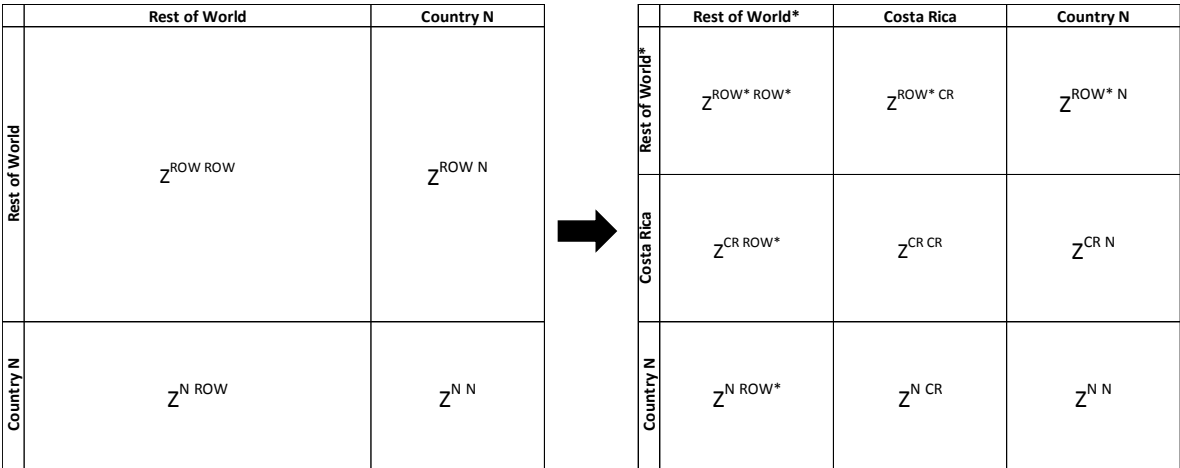 Rest of World Country N
Rest of World
Z^ROW ROW Z^ROW N
Country N
Z^N ROW Z^N N
Rest of World* Costa Rica Country N
Rest of World*
Z^ROW* ROW* Z^ROW* CR Z^ROW* N
Costa Rica
Z^CR ROW* Z^CR CR Z^CR N
Country N
Z^N ROW* Z^N CR Z^N N